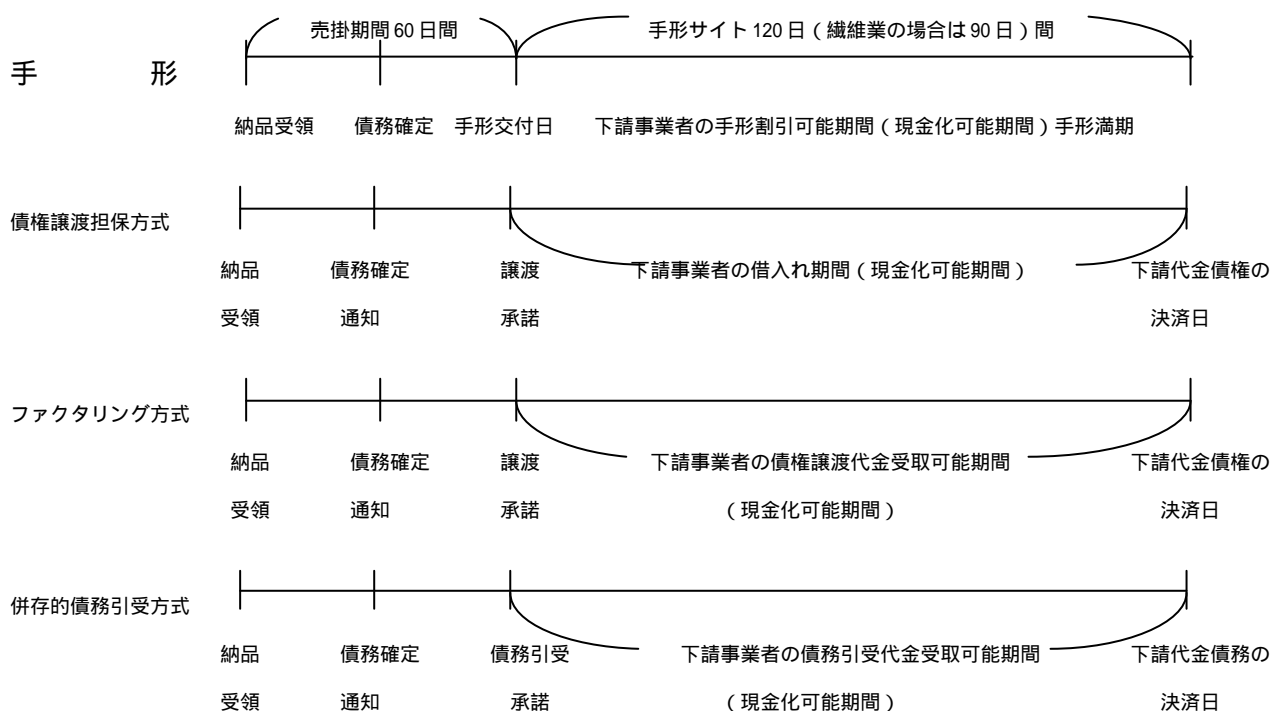 売掛期間 60 日間 手形サイト 120 日（繊維業の場合は 90 日）間
手 形
納品受領 債務確定 手形交付日 下請事業者の手形割引可能期間（現金化可能期間）手形満期
債権譲渡担保方式
納品 債務確定 譲渡 下請事業者の借入れ期間（現金化可能期間） 下請代金債権の
受領 通知 承諾 決済日
ファクタリング方式
納品 債務確定 譲渡 下請事業者の債権譲渡代金受取可能期間 下請代金債権の
受領 通知 承諾 （現金化可能期間） 決済日
併存的債務引受方式
納品 債務確定 債務引受 下請事業者の債務引受代金受取可能期間 下請代金債務の
受領 通知 承諾 （現金化可能期間） 決済日